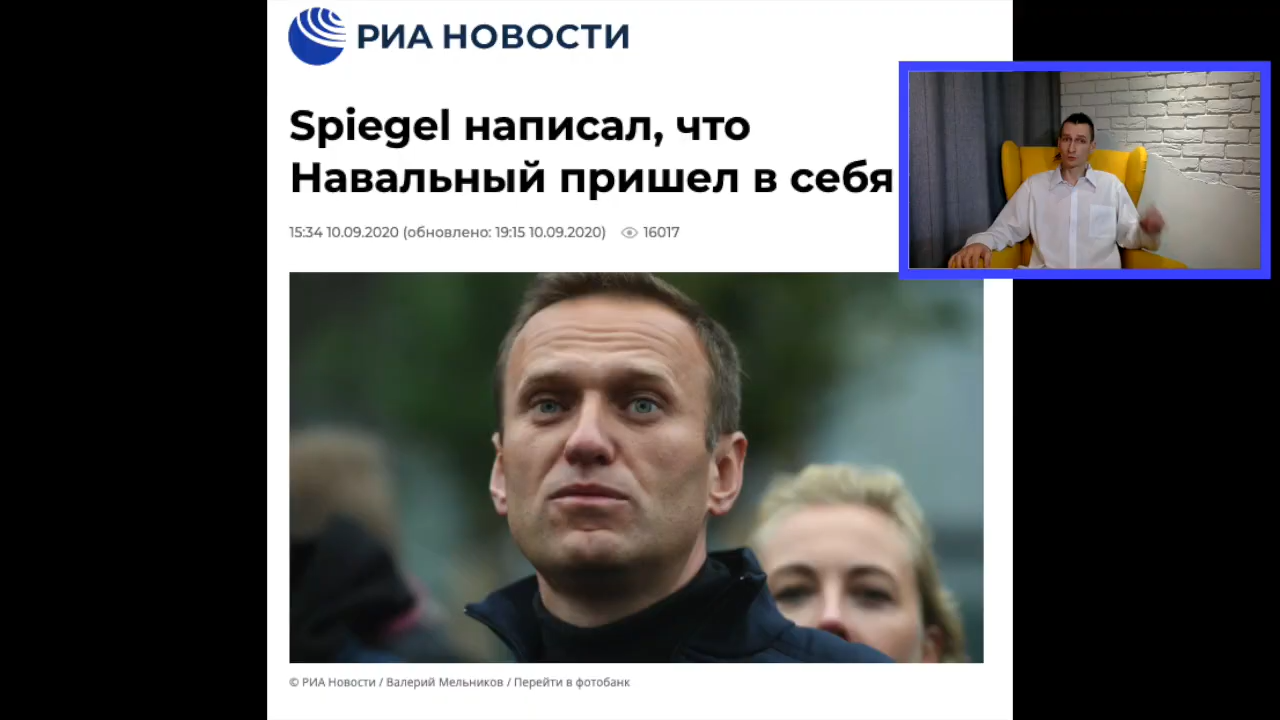 РИА НОВОСТИ
Spiegel написал, что
Навальный пришел в себя
15:34 10.09.2020 (обновлено: 19:15 10.09.2020) 16017
© РИА Новости / Валерий Мельников / Перейти в фотобанк